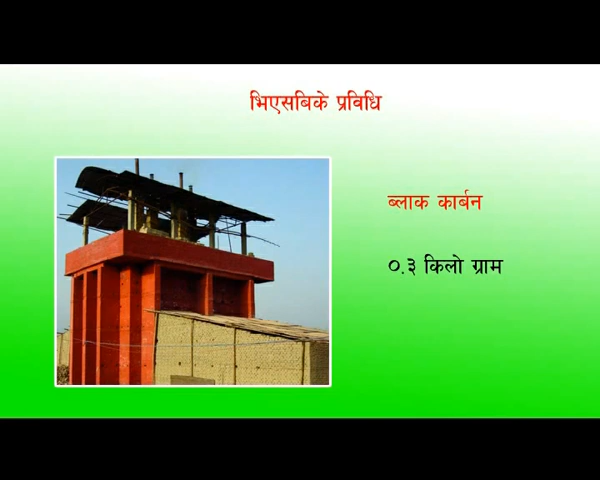 भिएसबिके प्रविधि
ब्लाक कार्बन
०.३ किलो ग्राम